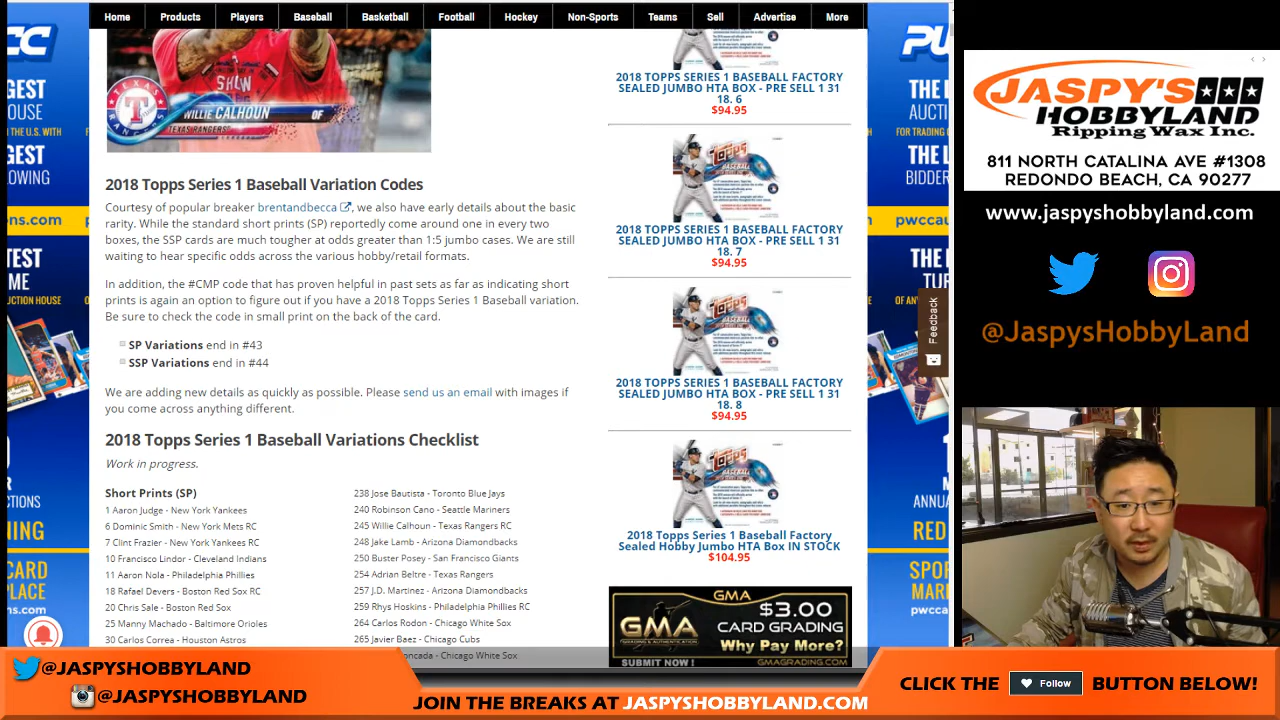 Home Products Players Baseball Basketball Football Hockey Non-Sports Teams Sell Advertise More
SHOW
TEXAS RANGERS
WILLIE CALHOUN OF
TEXAS RANGERS
2018 Topps Series 1 Baseball Variation Codes
we also have early details about the basic
rarity. While the standard short prints
come around one in every two
boxes, the SSP cards are much tougher at odds greater than 1:5 jumbo cases. We are still
waiting to hear specific odds across the various hobby/retail formats.
In addition, the #CMP code that has proven helpful in past sets as far as indicating short
prints is again an option to figure out if you have a 2018 Topps Series 1 Baseball variation.
Be sure to check the code in small print on the back of the card.
SP Variations end in #43
SSP Variations end in #44
We are adding new details as quickly as possible. Please send us an email with images if
you come across anything different.
2018 Topps Series 1 Baseball Variations Checklist
Work in progress.
Short Prints (SP)
1 Aaron Judge - New York Yankees
6 Dominic Smith - New York Mets RC
7 Clint Frazier - New York Yankees RC
10 Francisco Lindor - Cleveland Indians
11 Aaron Nola - Philadelphia Phillies
18 Rafael Devers - Boston Red Sox RC
20 Chris Sale - Boston Red Sox
25 Manny Machado - Baltimore Orioles
30 Carlos Correa - Houston Astros
238 Jose Bautista - Toronto Blue Jays
240 Robinson Cano - Seattle Mariners
245 Willie Calhoun - Texas Rangers RC
248 Jake Lamb - Arizona Diamondbacks
250 Buster Posey - San Francisco Giants
254 Adrian Beltre - Texas Rangers
257 J.D. Martinez - Arizona Diamondbacks
259 Rhys Hoskins - Philadelphia Phillies RC
264 Carlos Rodon - Chicago White Sox
265 Javier Baez - Chicago Cubs
oncada - Chicago White Sox
2018 TOPPS SERIES 1 BASEBALL FACTORY
SEALED JUMBO HTA BOX - PRE SELL 1 31
18. 6
$94.95
2018 TOPPS SERIES 1 BASEBALL FACTORY
SEALED JUMBO HTA BOX - PRE SELL 1 31
18. 7
$94.95
2018 TOPPS SERIES 1 BASEBALL FACTORY
SEALED JUMBO HTA BOX - PRE SELL 1 31
18. 8
$94.95
2018 Topps Series 1 Baseball Factory
Sealed Hobby Jumbo HTA Box IN STOCK
$104.95
GMA
GMA
$3.00
CARD GRADING
Why Pay More?
SUBMIT NOW !
GMAGRADING.COM
Feedback
JASPY'S
HOBBYLAND
Ripping Wax Inc.
811 NORTH CATALINA AVE #1308
REDONDO BEACH, CA 90277
www.jaspyshobbyland.com
@JaspysHobbyLand
@JASPYSHOBBYLAND
@JASPYSHOBBYLAND
JOIN THE BREAKS AT JASPYSHOBBYLAND.COM
CLICK THE Follow BUTTON BELOW!